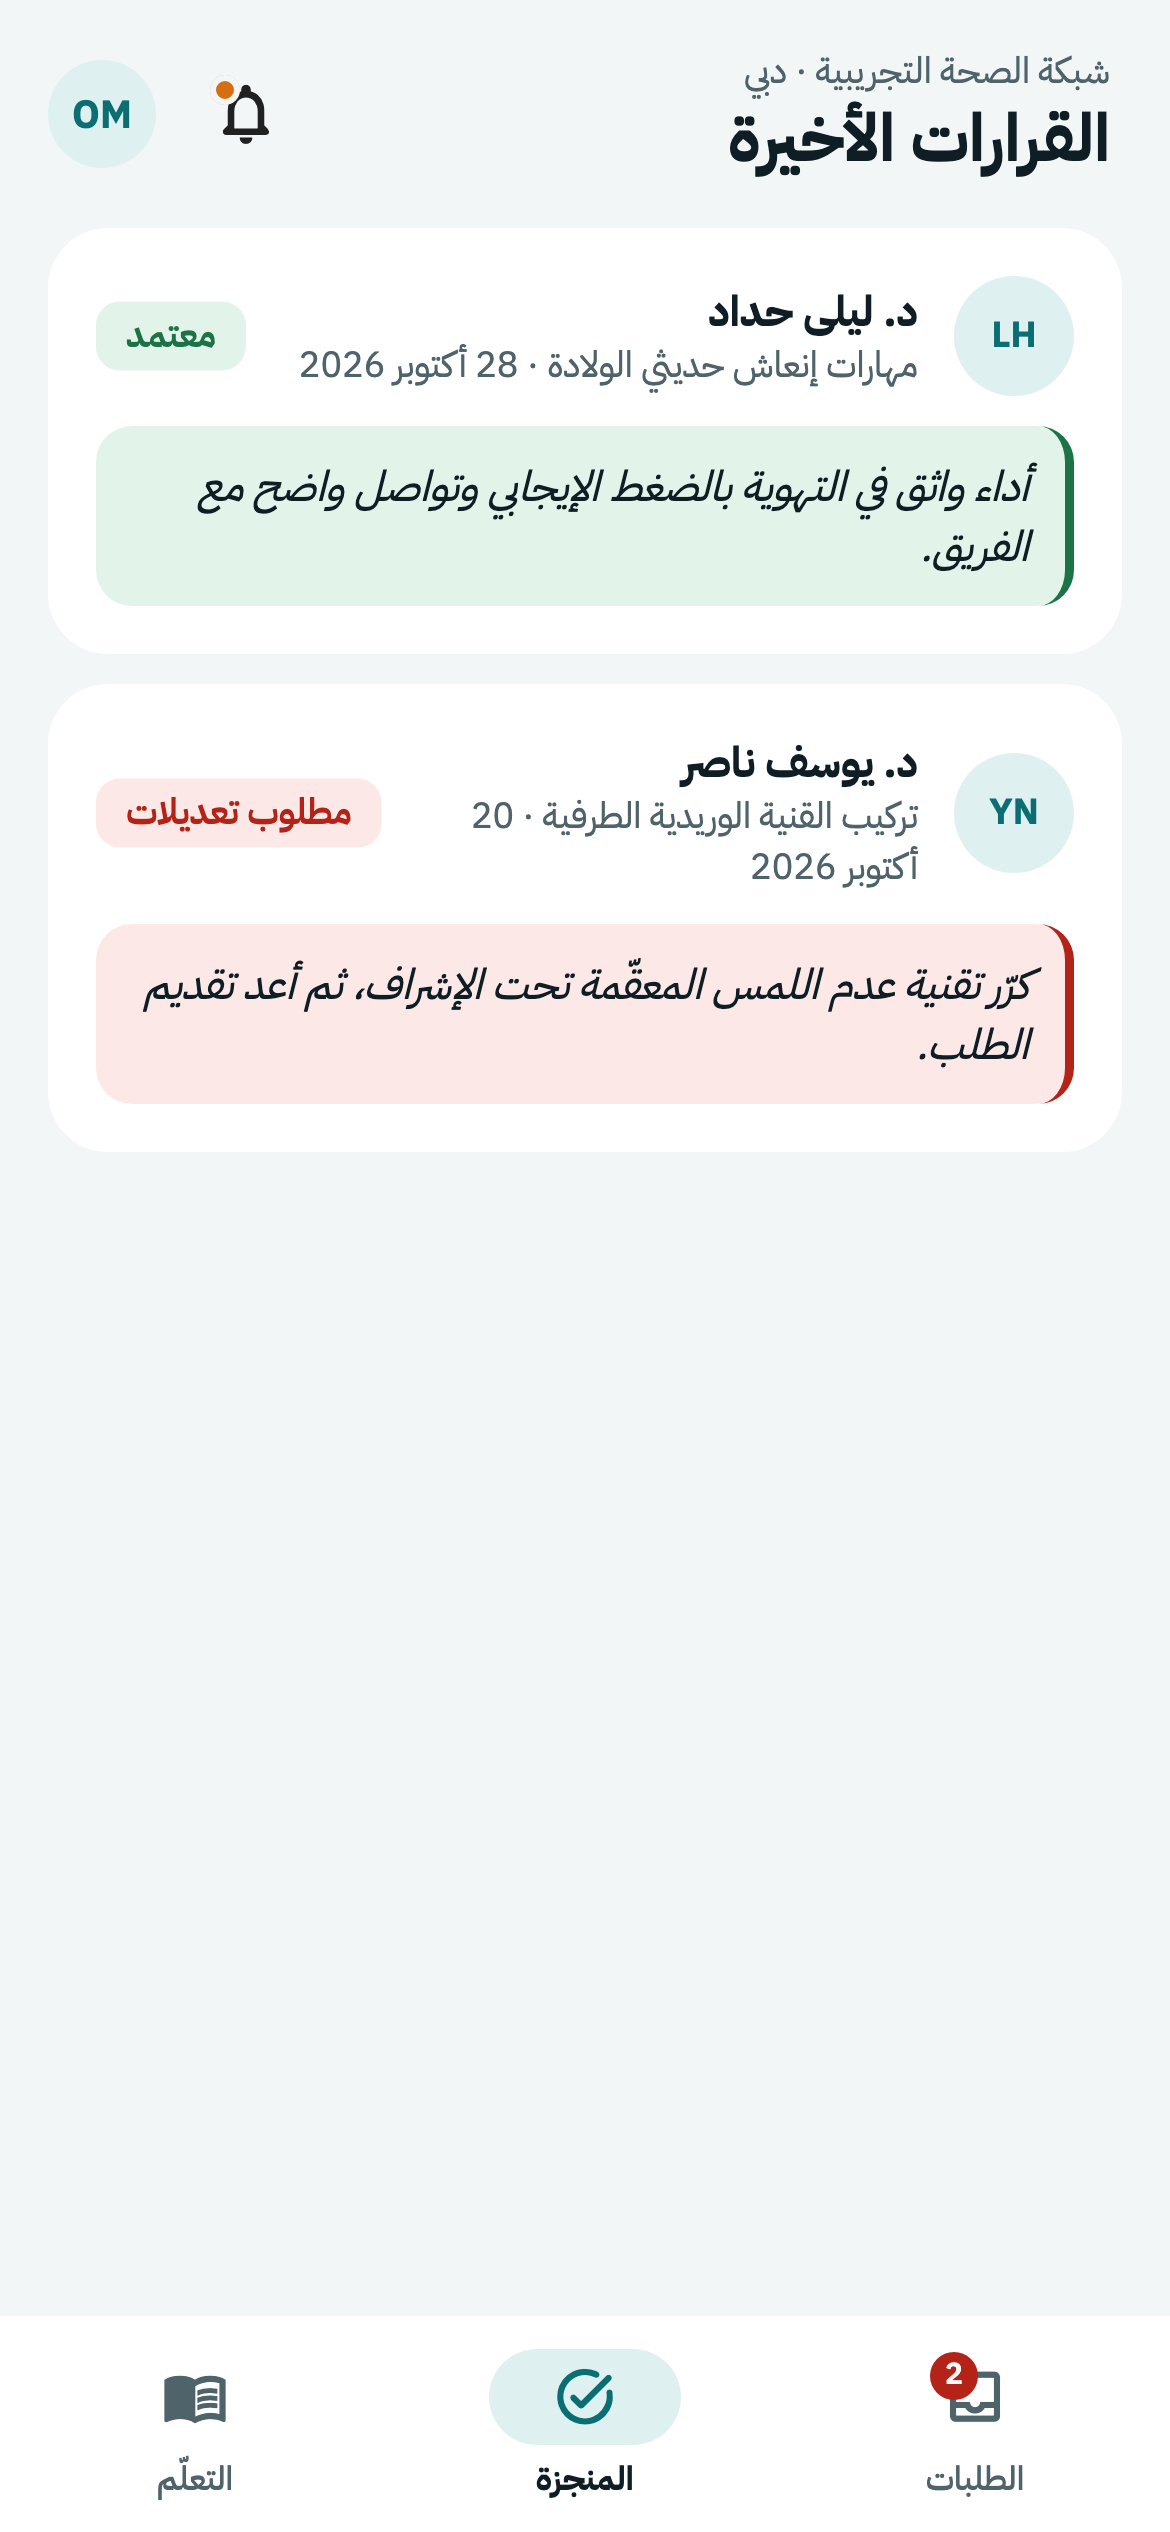 شبكة الصحة التجريبية · دبي
القرارات الأخيرة
OM
LH
د. ليلى حداد
مهارات إنعاش حديثي الولادة · 28 أكتوبر 2026
معتمد
أداء واثق في التهوية بالضغط الإيجابي وتواصل واضح مع
الفريق.
YN
د. يوسف ناصر
تركيب القنية الوريدية الطرفية · 20
أكتوبر 2026
مطلوب تعديلات
كرّر تقنية عدم اللمس المعقّمة تحت الإشراف، ثم أعد تقديم
الطلب.
2
الطلبات
المنجزة
التعلّم